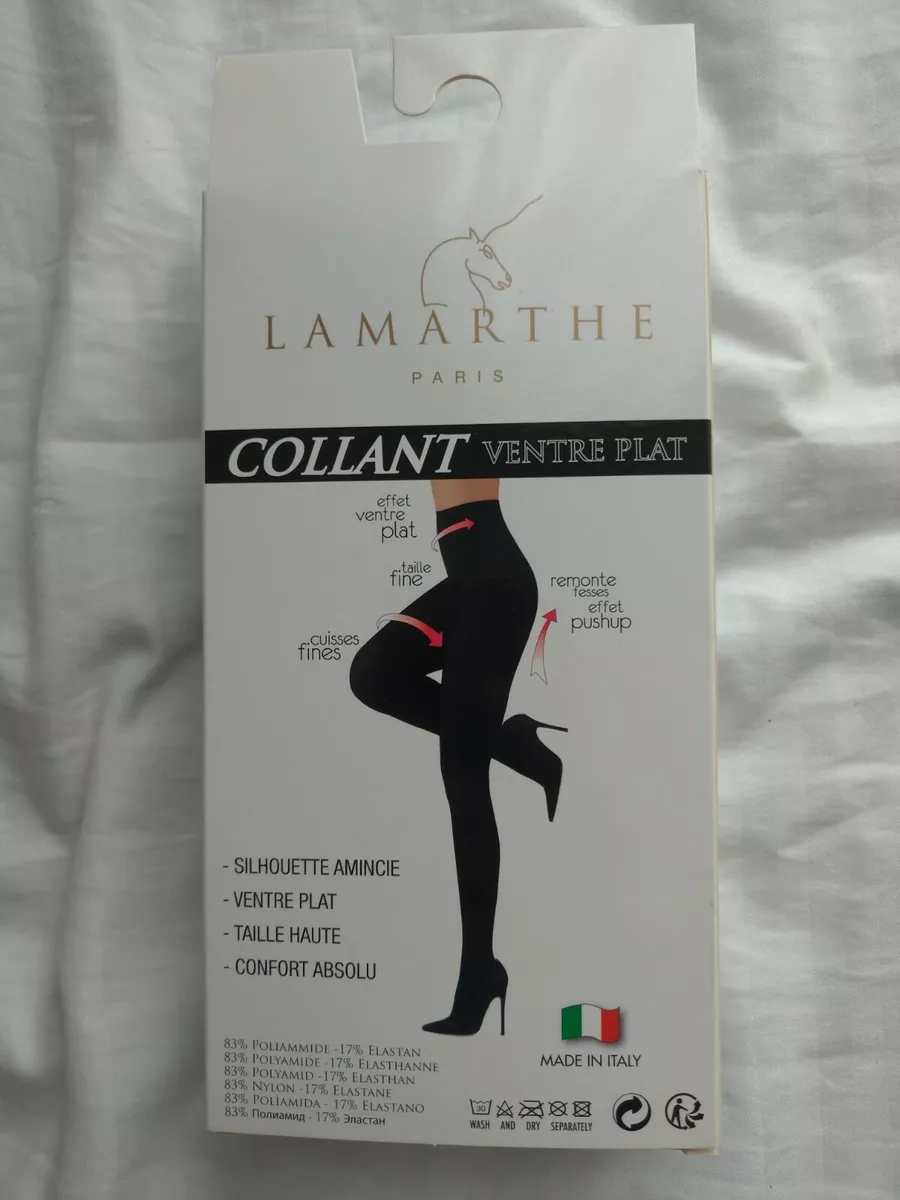 LAMARTHE
PARIS
COLLANT VENTRE PLAT
effet
ventre
plat
taille
fine
remonte
fesses
effet
pushup
cuisses
fines
- SILHOUETTE AMINCIE
- VENTRE PLAT
- TAILLE HAUTE
- CONFORT ABSOLU
83% POLIAMMIDE -17% ELASTAN
83% POLYAMIDE -17% ELASTHANNE
83% POLYAMID -17% ELASTHAN
83% NYLON -17% ELASTANE
83% POLIAMIDA - 17% ELASTANO
83% Полиамид - 17% Эластан
MADE IN ITALY
30
WASH AND DRY SEPARATELY